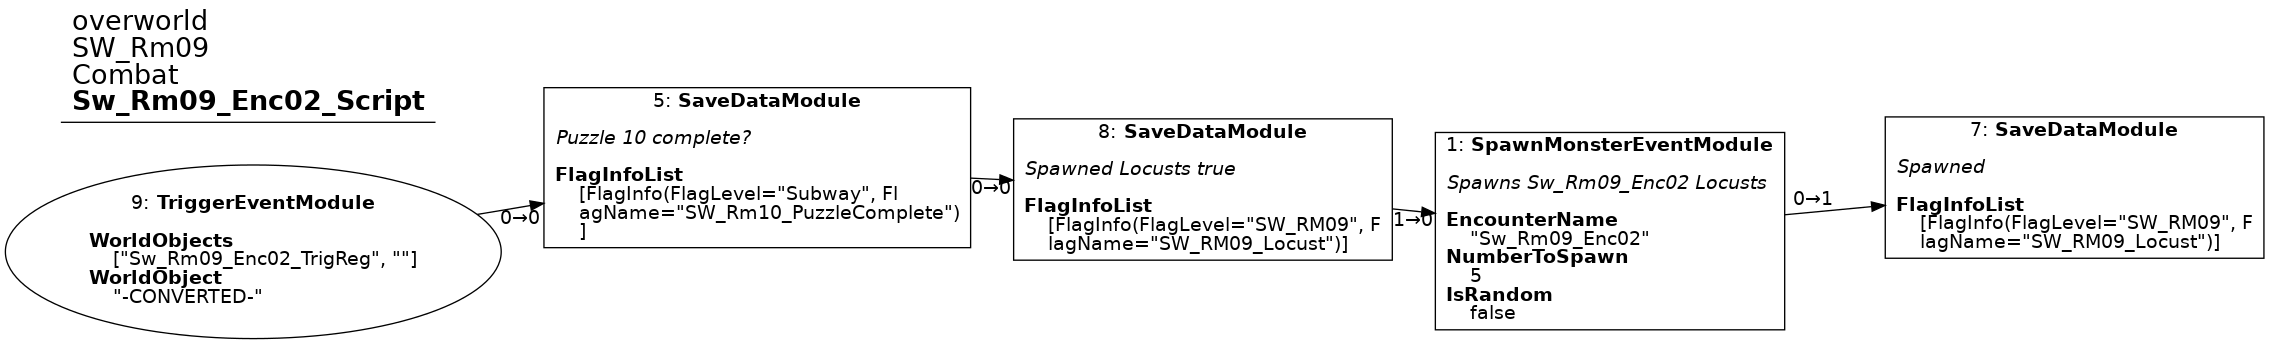 overworld
SW_Rm09
Combat
Sw_Rm09_Enc02_Script
9: TriggerEventModule
WorldObjects
["Sw_Rm09_Enc02_TrigReg", ""]
WorldObject
"-CONVERTED-"
0→0
5: SaveDataModule
Puzzle 10 complete?
FlagInfoList
[FlagInfo(FlagLevel="Subway", Fl
agName="SW_Rm10_PuzzleComplete")
]
0→0
8: SaveDataModule
Spawned Locusts true
FlagInfoList
[FlagInfo(FlagLevel="SW_RM09", F
lagName="SW_RM09_Locust")]
1→0
1: SpawnMonsterEventModule
Spawns Sw_Rm09_Enc02 Locusts
EncounterName
"Sw_Rm09_Enc02"
NumberToSpawn
5
IsRandom
false
0→1
7: SaveDataModule
Spawned
FlagInfoList
[FlagInfo(FlagLevel="SW_RM09", F
lagName="SW_RM09_Locust")]